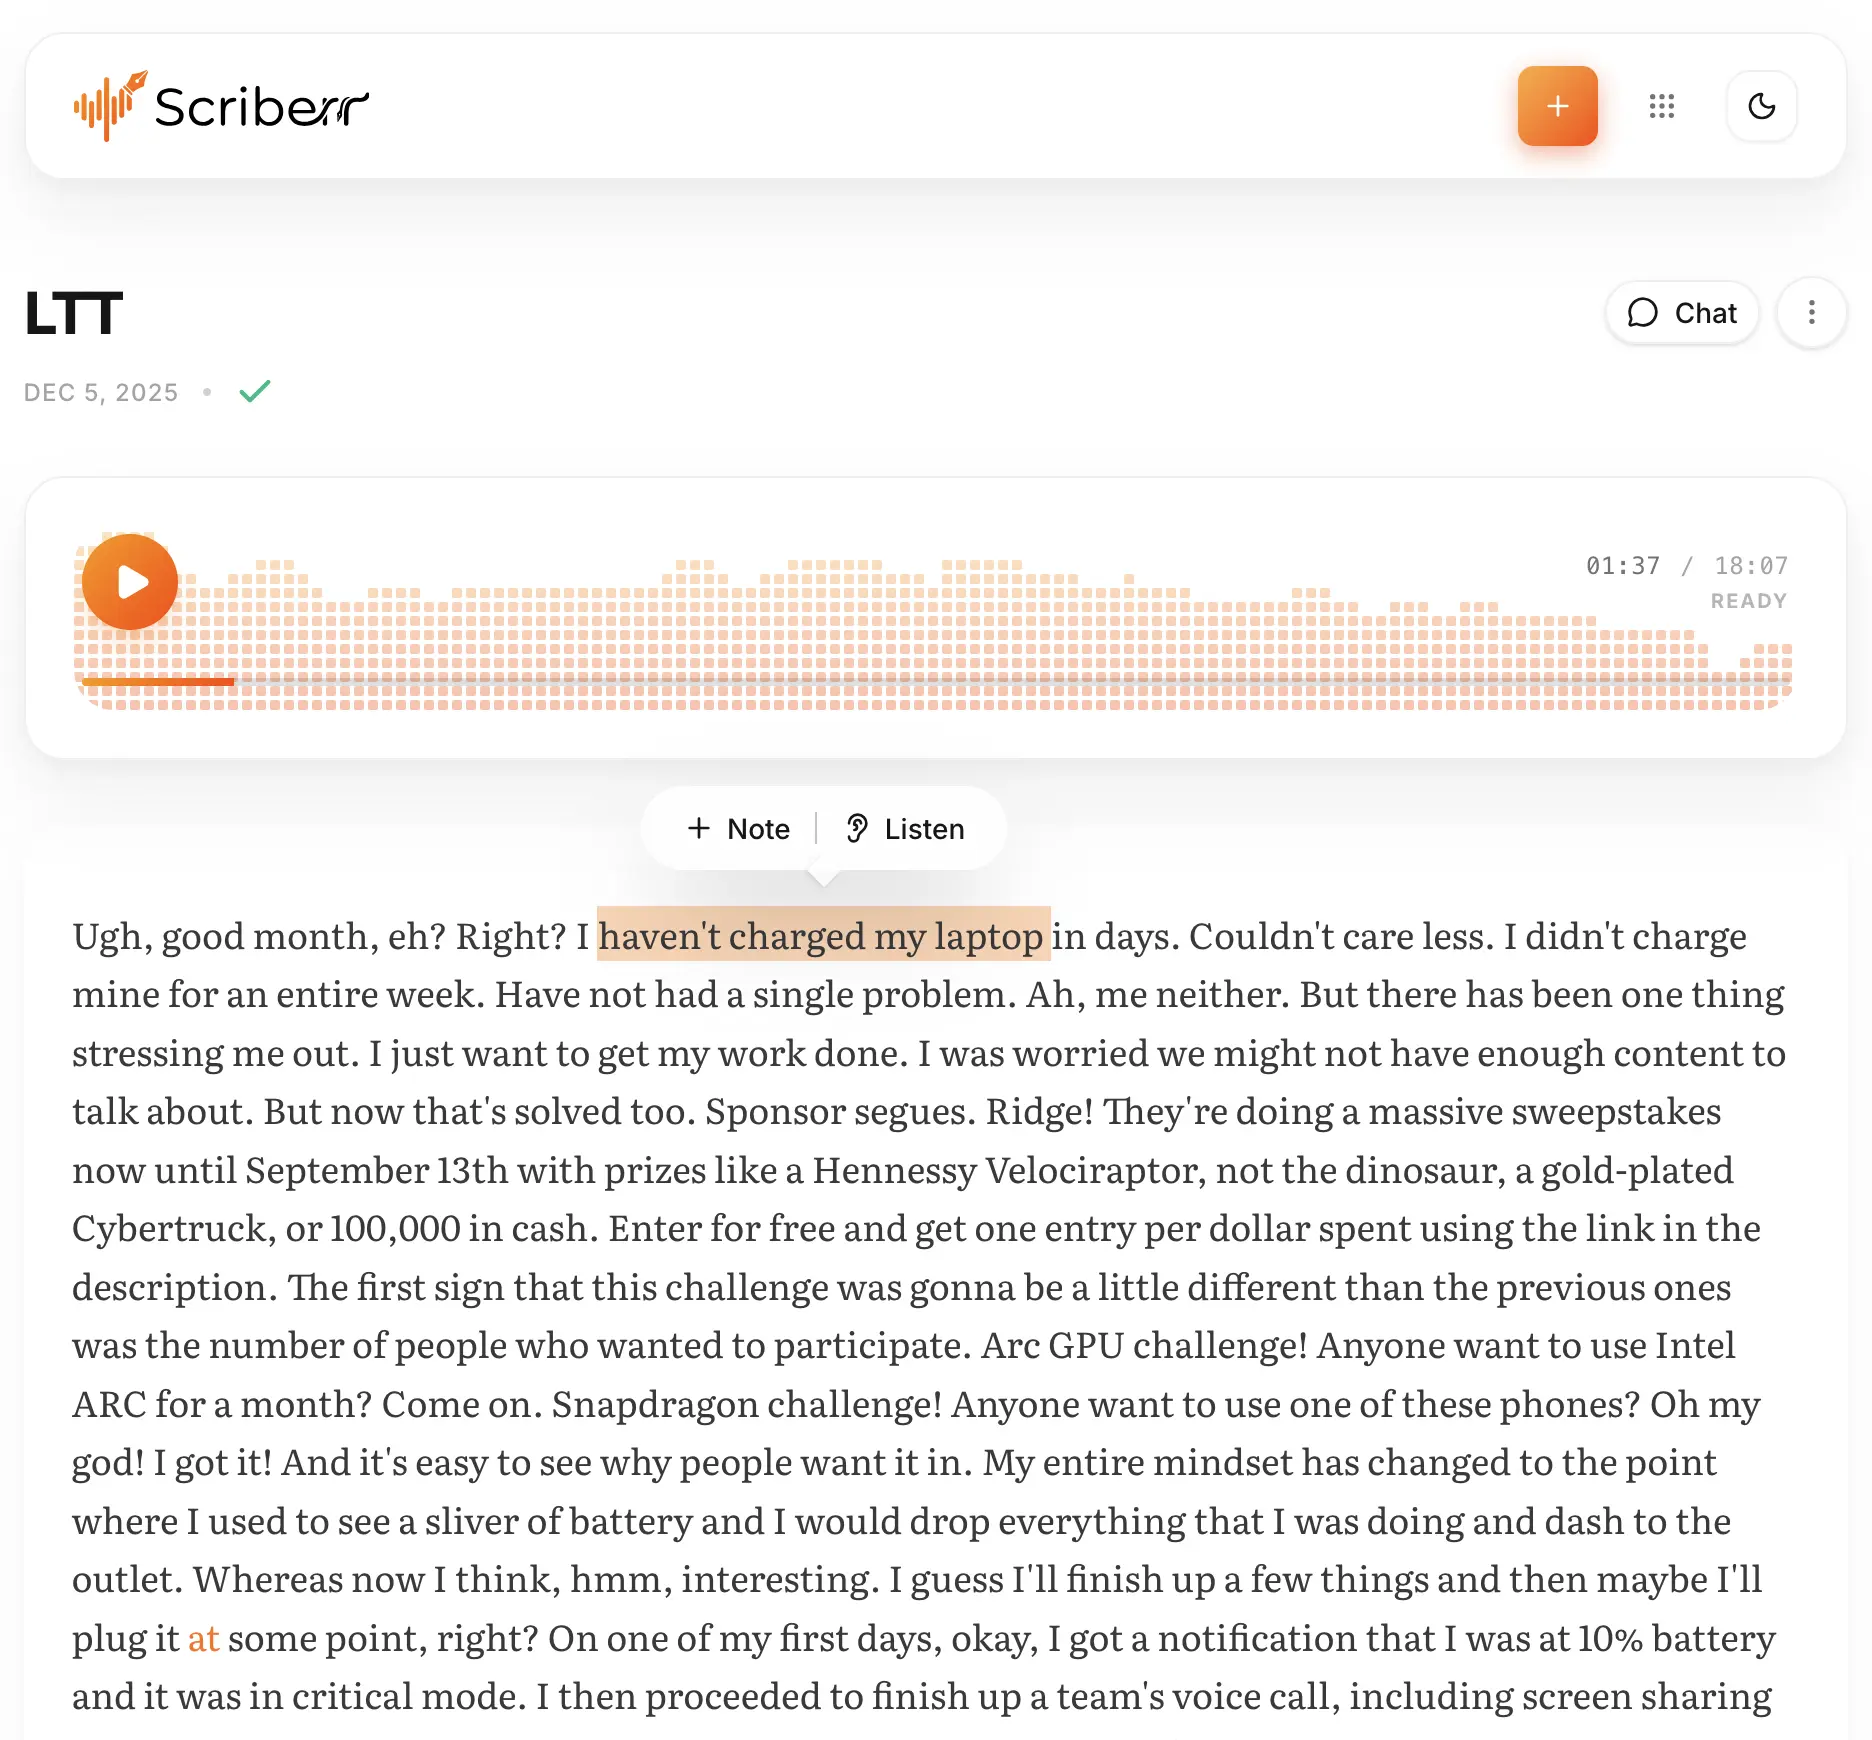 Scriberr
LTT
Chat
DEC 5, 2025 •
01:37 / 18:07
READY
Note
Listen
Ugh, good month, eh? Right? I haven't charged my laptop in days. Couldn't care less. I didn't charge
mine for an entire week. Have not had a single problem. Ah, me neither. But there has been one thing
stressing me out. I just want to get my work done. I was worried we might not have enough content to
talk about. But now that's solved too. Sponsor segues. Ridge! They're doing a massive sweepstakes
now until September 13th with prizes like a Hennessy Velociraptor, not the dinosaur, a gold-plated
Cybertruck, or 100,000 in cash. Enter for free and get one entry per dollar spent using the link in the
description. The first sign that this challenge was gonna be a little different than the previous ones
was the number of people who wanted to participate. Arc GPU challenge! Anyone want to use Intel
ARC for a month? Come on. Snapdragon challenge! Anyone want to use one of these phones? Oh my
god! I got it! And it's easy to see why people want it in. My entire mindset has changed to the point
where I used to see a sliver of battery and I would drop everything that I was doing and dash to the
outlet. Whereas now I think, hmm, interesting. I guess I'll finish up a few things and then maybe I'll
plug it at some point, right? On one of my first days, okay, I got a notification that I was at 10% battery
and it was in critical mode. I then proceeded to finish up a team's voice call, including screen sharing